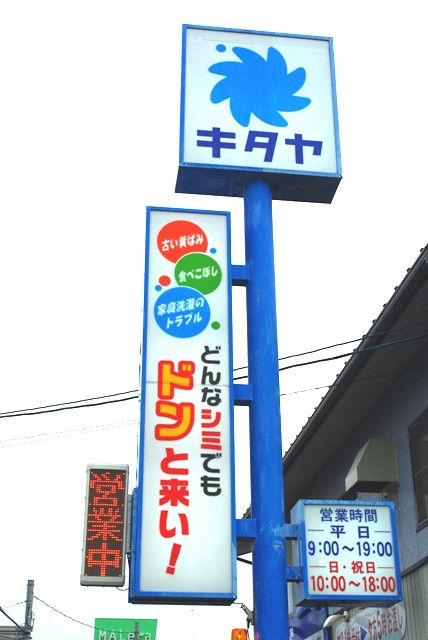 キタヤ
古い黄ばみ
食べこぼし
家庭洗濯の
トラブル
どんなシミでも
ドンと来い!
営業中
営業時間
平日
9:00〜19:00
日・祝日
10:00〜18:00